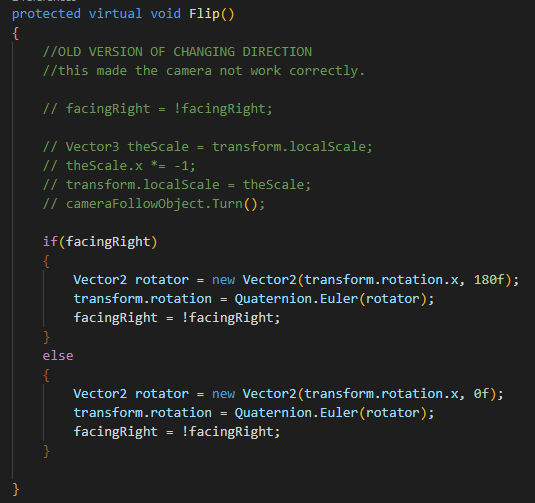 protected virtual void Flip()
{
//OLD VERSION OF CHANGING DIRECTION
//this made the camera not work correctly.
// facingRight = !facingRight;
// Vector3 theScale = transform.localScale;
// theScale.x *= -1;
// transform.localScale = theScale;
// cameraFollowObject.Turn();
if(facingRight)
{
Vector2 rotator = new Vector2(transform.rotation.x, 180f);
transform.rotation = Quaternion.Euler(rotator);
facingRight = !facingRight;
}
else
{
Vector2 rotator = new Vector2(transform.rotation.x, 0f);
transform.rotation = Quaternion.Euler(rotator);
facingRight = !facingRight;
}
}